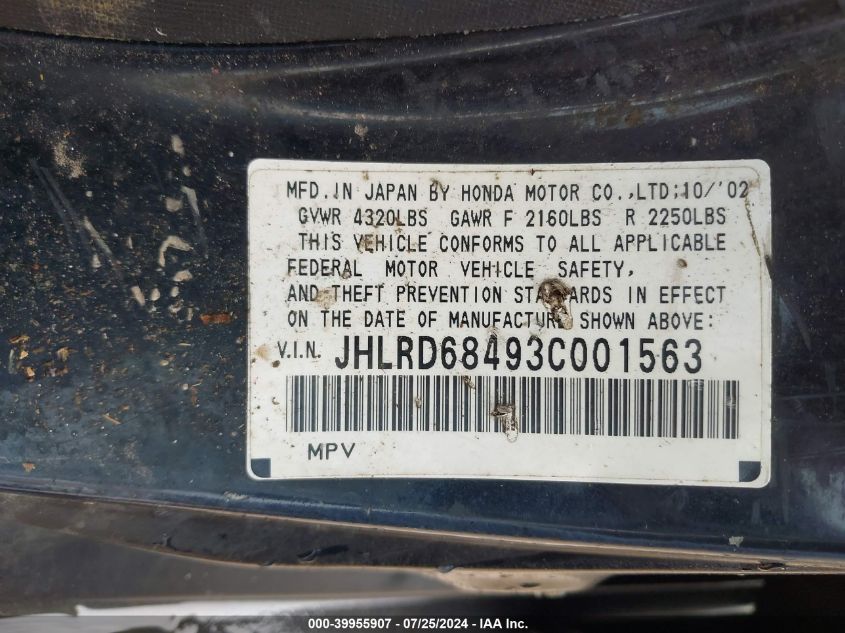 MFD. IN JAPAN BY HONDA MOTOR CO., LTD; 10/'02
GVWR 4320LBS GAWR F 2160LBS R 2250LBS
THIS VEHICLE CONFORMS TO ALL APPLICABLE
FEDERAL MOTOR VEHICLE SAFETY,
AND THEFT PREVENTION STANDARDS IN EFFECT
ON THE DATE OF MANUFACTURE SHOWN ABOVE:
V.I.N. JHLRD68493C001563
MPV
000-39955907 - 07/25/2024 - IAA Inc.